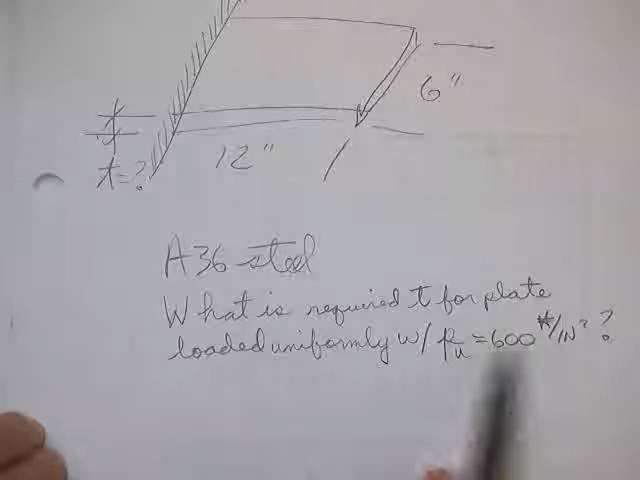 6"
12"
t=?
A36 steel
What is required t for plate
loaded uniformly w/ pu = 600 #/IN² ?